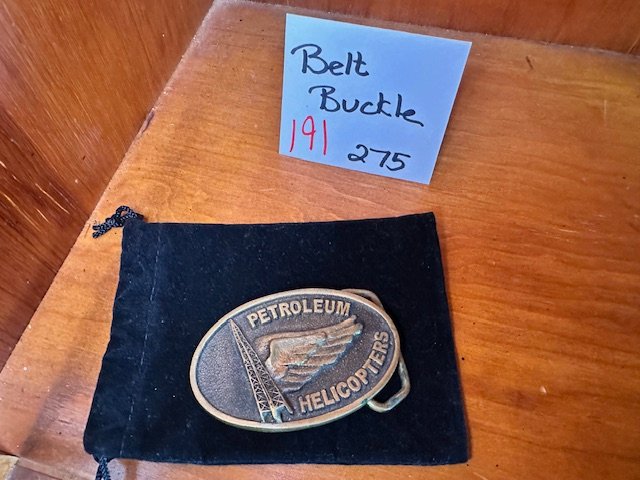 Belt
Buckle
191 275
PETROLEUM
HELICOPTERS